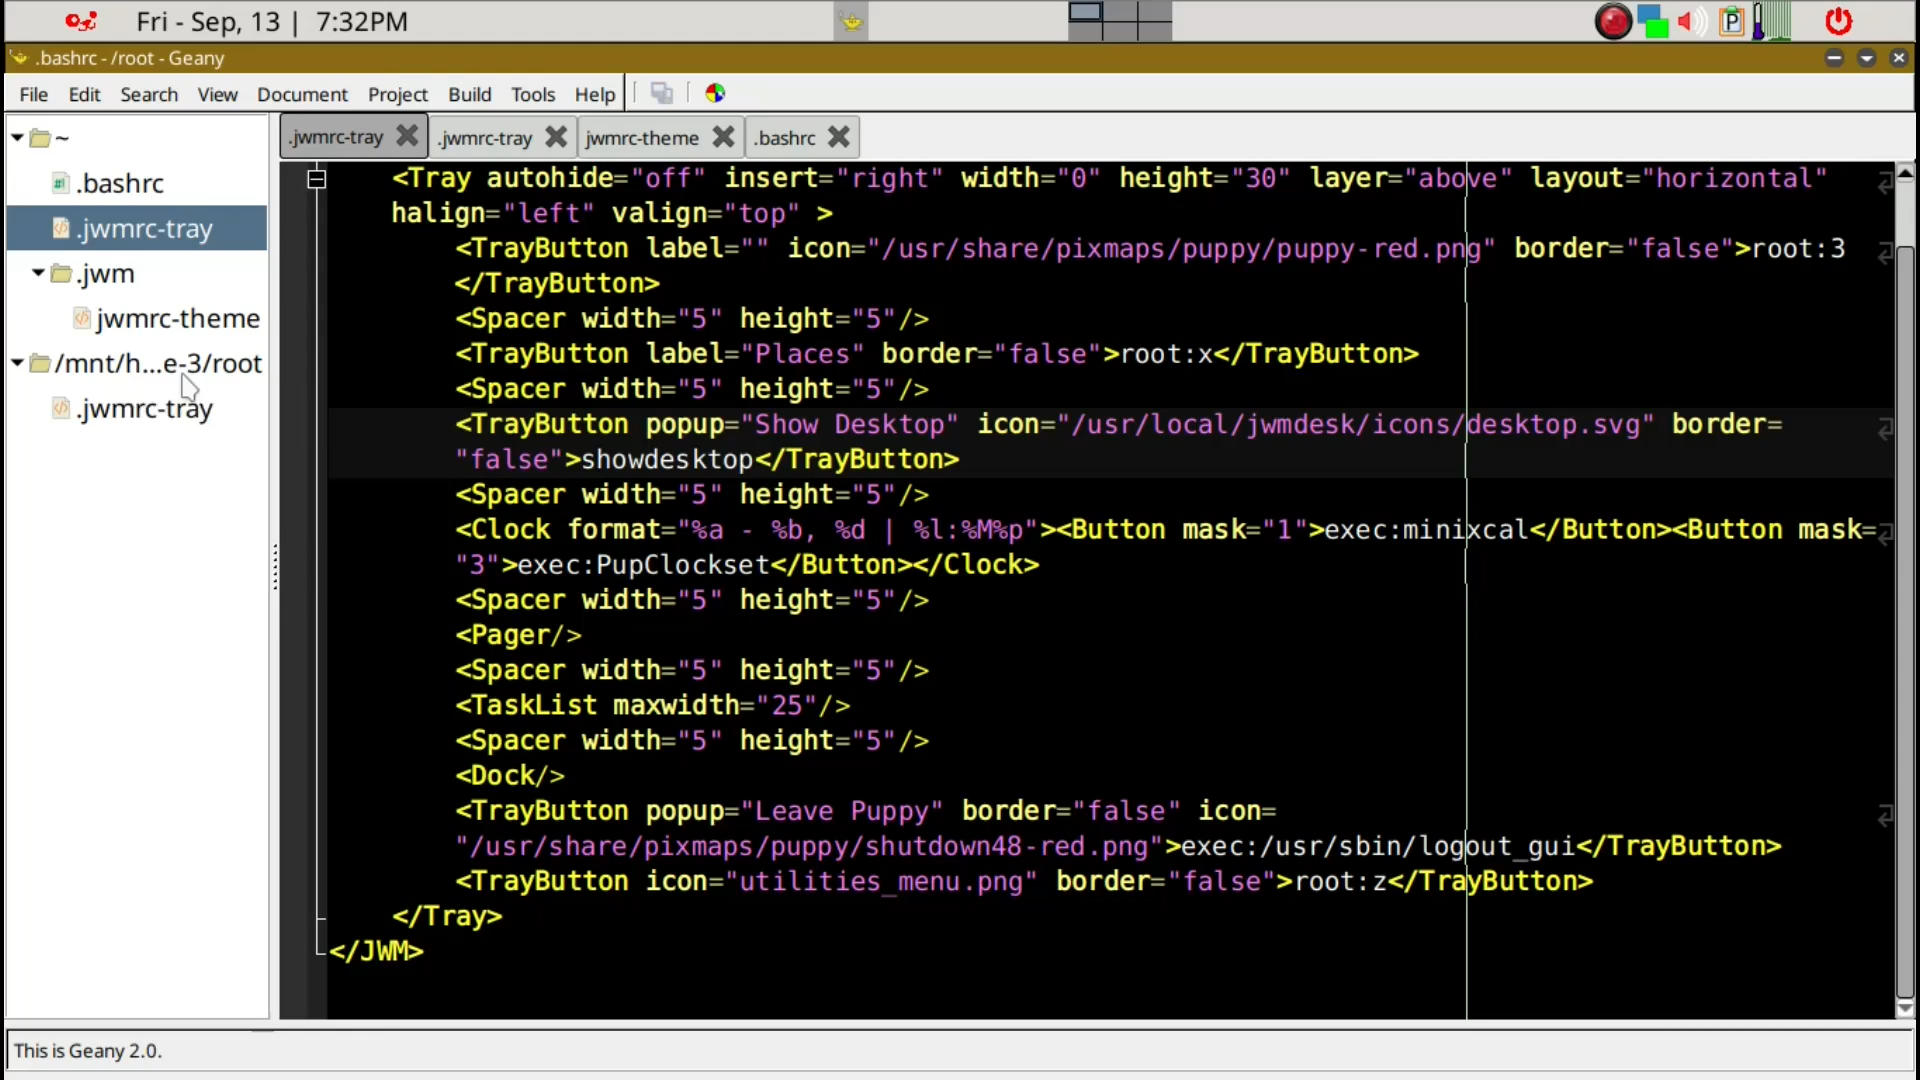 Fri - Sep, 13 | 7:32PM
P
.bashrc - /root - Geany
File Edit Search View Document Project Build Tools Help
~
.bashrc
.jwmrc-tray
.jwm
jwmrc-theme
/mnt/h...e-3/root
.jwmrc-tray
.jwmrc-tray .jwmrc-tray jwmrc-theme .bashrc
<Tray autohide="off" insert="right" width="0" height="30" layer="above" layout="horizontal"
halign="left" valign="top" >
<TrayButton label="" icon="/usr/share/pixmaps/puppy/puppy-red.png" border="false">root:3
</TrayButton>
<Spacer width="5" height="5"/>
<TrayButton label="Places" border="false">root:x</TrayButton>
<Spacer width="5" height="5"/>
<TrayButton popup="Show Desktop" icon="/usr/local/jwmdesk/icons/desktop.svg" border=
"false">showdesktop</TrayButton>
<Spacer width="5" height="5"/>
<Clock format="%a - %b, %d | %l:%M%p"><Button mask="1">exec:minixcal</Button><Button mask=
"3">exec:PupClockset</Button></Clock>
<Spacer width="5" height="5"/>
<Pager/>
<Spacer width="5" height="5"/>
<TaskList maxwidth="25"/>
<Spacer width="5" height="5"/>
<Dock/>
<TrayButton popup="Leave Puppy" border="false" icon=
"/usr/share/pixmaps/puppy/shutdown48-red.png">exec:/usr/sbin/logout_gui</TrayButton>
<TrayButton icon="utilities_menu.png" border="false">root:z</TrayButton>
</Tray>
</JWM>
This is Geany 2.0.